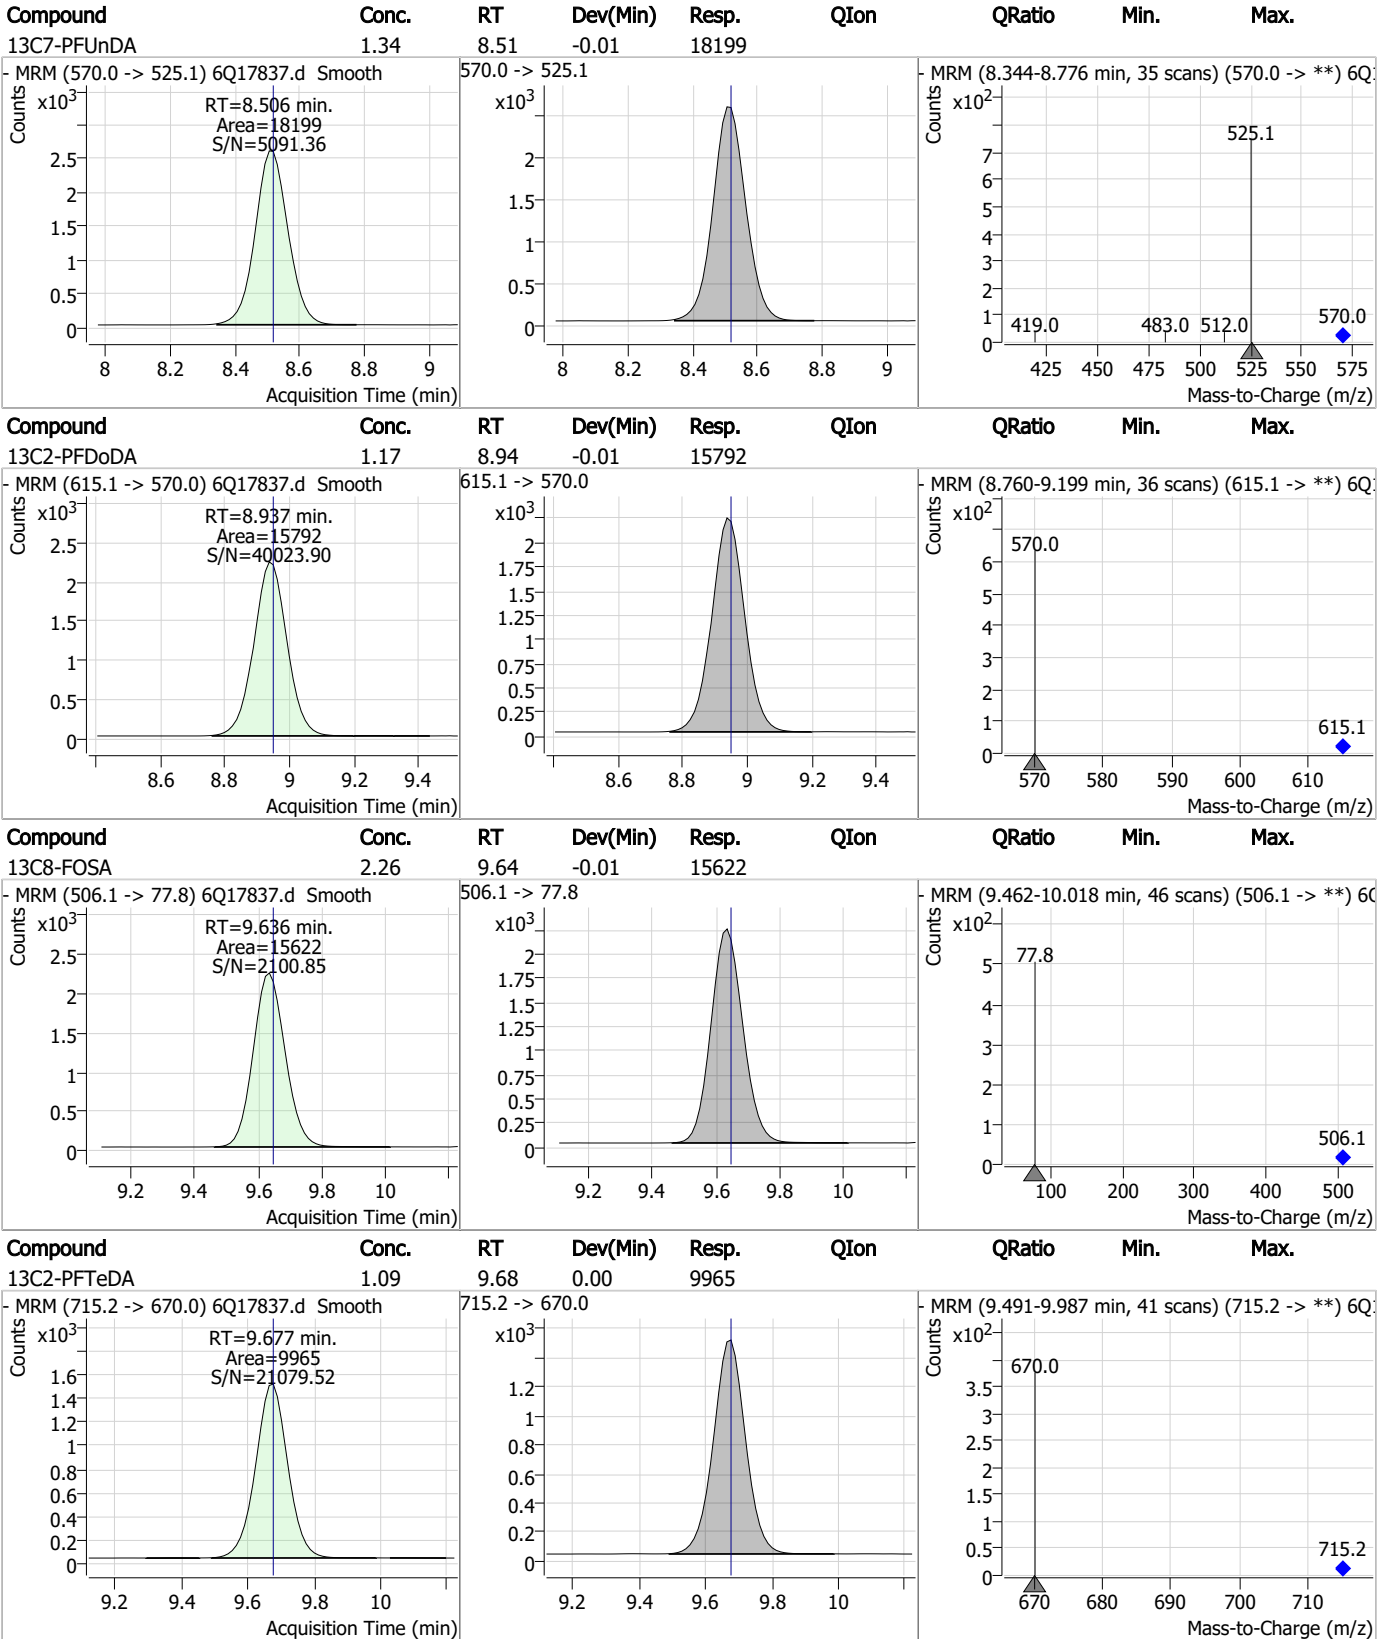 Compound Conc. RT Dev(Min) Resp. QIon QRatio Min. Max.
13C7-PFUnDA 1.34 8.51 -0.01 18199
- MRM (570.0 -> 525.1) 6Q17837.d Smooth
Counts
x10³
RT=8.506 min.
Area=18199
S/N=5091.36
2.5
2
1.5
1
0.5
0
8 8.2 8.4 8.6 8.8 9
Acquisition Time (min)
570.0 -> 525.1
x10³
2
1.5
1
0.5
0
8 8.2 8.4 8.6 8.8 9
- MRM (8.344-8.776 min, 35 scans) (570.0 -> **) 6Q
Counts
x10²
525.1
7
6
5
4
3
2
1
0
419.0 483.0 512.0 570.0
425 450 475 500 525 550 575
Mass-to-Charge (m/z)
Compound Conc. RT Dev(Min) Resp. QIon QRatio Min. Max.
13C2-PFDoDA 1.17 8.94 -0.01 15792
- MRM (615.1 -> 570.0) 6Q17837.d Smooth
Counts
x10³
RT=8.937 min.
Area=15792
S/N=40023.90
2.5
2
1.5
1
0.5
0
8.6 8.8 9 9.2 9.4
Acquisition Time (min)
615.1 -> 570.0
x10³
2
1.75
1.5
1.25
1
0.75
0.5
0.25
0
8.6 8.8 9 9.2 9.4
- MRM (8.760-9.199 min, 36 scans) (615.1 -> **) 6Q
Counts
x10²
570.0
6
5
4
3
2
1
0
615.1
570 580 590 600 610
Mass-to-Charge (m/z)
Compound Conc. RT Dev(Min) Resp. QIon QRatio Min. Max.
13C8-FOSA 2.26 9.64 -0.01 15622
- MRM (506.1 -> 77.8) 6Q17837.d Smooth
Counts
x10³
RT=9.636 min.
Area=15622
S/N=2100.85
2.5
2
1.5
1
0.5
0
9.2 9.4 9.6 9.8 10
Acquisition Time (min)
506.1 -> 77.8
x10³
2
1.75
1.5
1.25
1
0.75
0.5
0.25
0
9.2 9.4 9.6 9.8 10
- MRM (9.462-10.018 min, 46 scans) (506.1 -> **) 6
Counts
x10²
77.8
5
4
3
2
1
0
506.1
100 200 300 400 500
Mass-to-Charge (m/z)
Compound Conc. RT Dev(Min) Resp. QIon QRatio Min. Max.
13C2-PFTeDA 1.09 9.68 0.00 9965
- MRM (715.2 -> 670.0) 6Q17837.d Smooth
Counts
x10³
RT=9.677 min.
Area=9965
S/N=21079.52
1.6
1.4
1.2
1
0.8
0.6
0.4
0.2
0
9.2 9.4 9.6 9.8 10
Acquisition Time (min)
715.2 -> 670.0
x10³
1.2
1
0.8
0.6
0.4
0.2
0
9.2 9.4 9.6 9.8 10
- MRM (9.491-9.987 min, 41 scans) (715.2 -> **) 6Q
Counts
x10²
670.0
3.5
3
2.5
2
1.5
1
0.5
0
715.2
670 680 690 700 710
Mass-to-Charge (m/z)